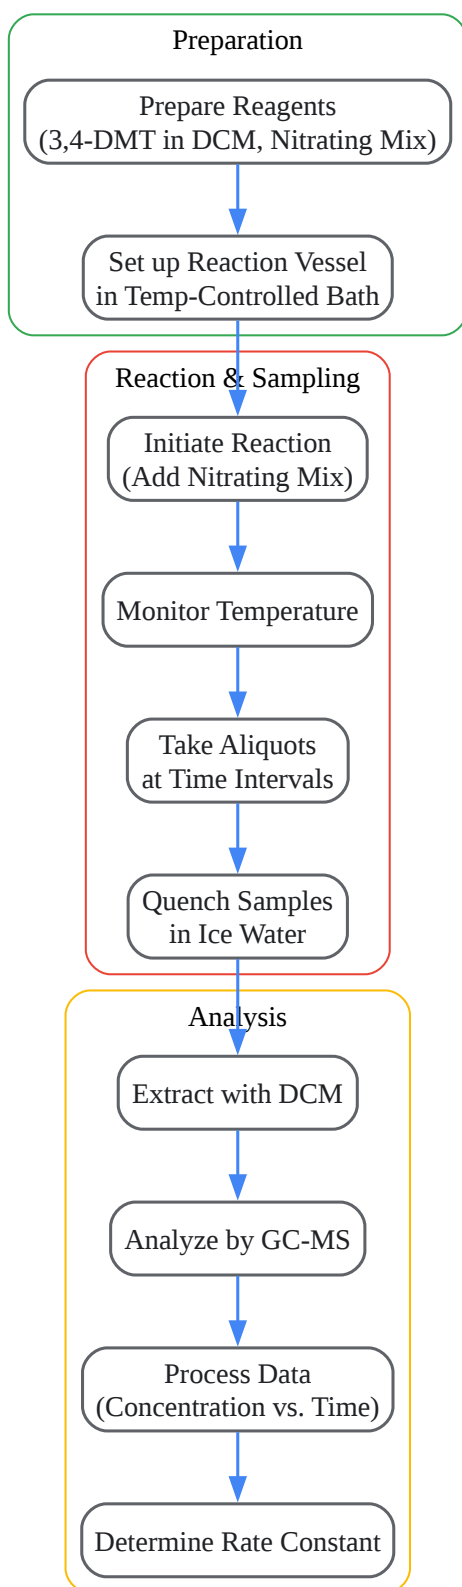 Preparation
Prepare Reagents
(3,4-DMT in DCM, Nitrating Mix)
Set up Reaction Vessel
in Temp-Controlled Bath
Reaction & Sampling
Initiate Reaction
(Add Nitrating Mix)
Monitor Temperature
Take Aliquots
at Time Intervals
Quench Samples
in Ice Water
Analysis
Extract with DCM
Analyze by GC-MS
Process Data
(Concentration vs. Time)
Determine Rate Constant